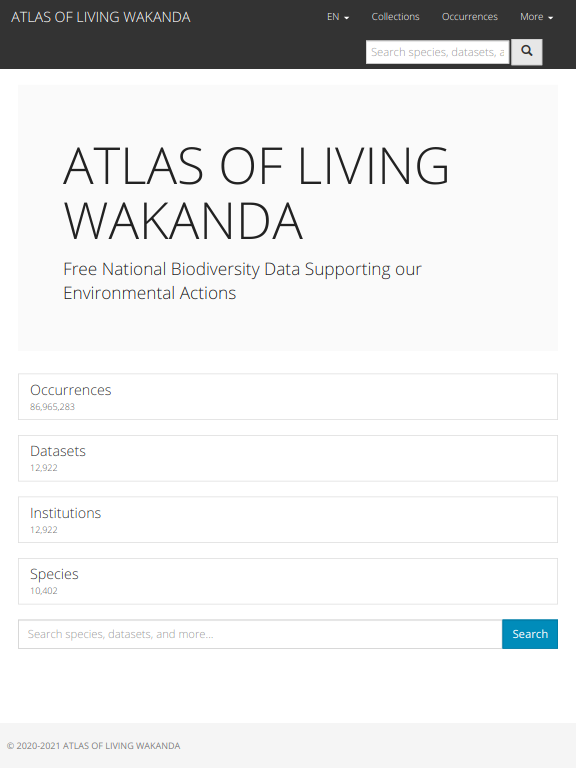 ATLAS OF LIVING WAKANDA
EN
Collections
Occurrences
More
Search species, datasets, a
ATLAS OF LIVING
WAKANDA
Free National Biodiversity Data Supporting our
Environmental Actions
Occurrences
86,965,283
Datasets
12,922
Institutions
12,922
Species
10,402
Search species, datasets, and more...
Search
© 2020-2021 ATLAS OF LIVING WAKANDA